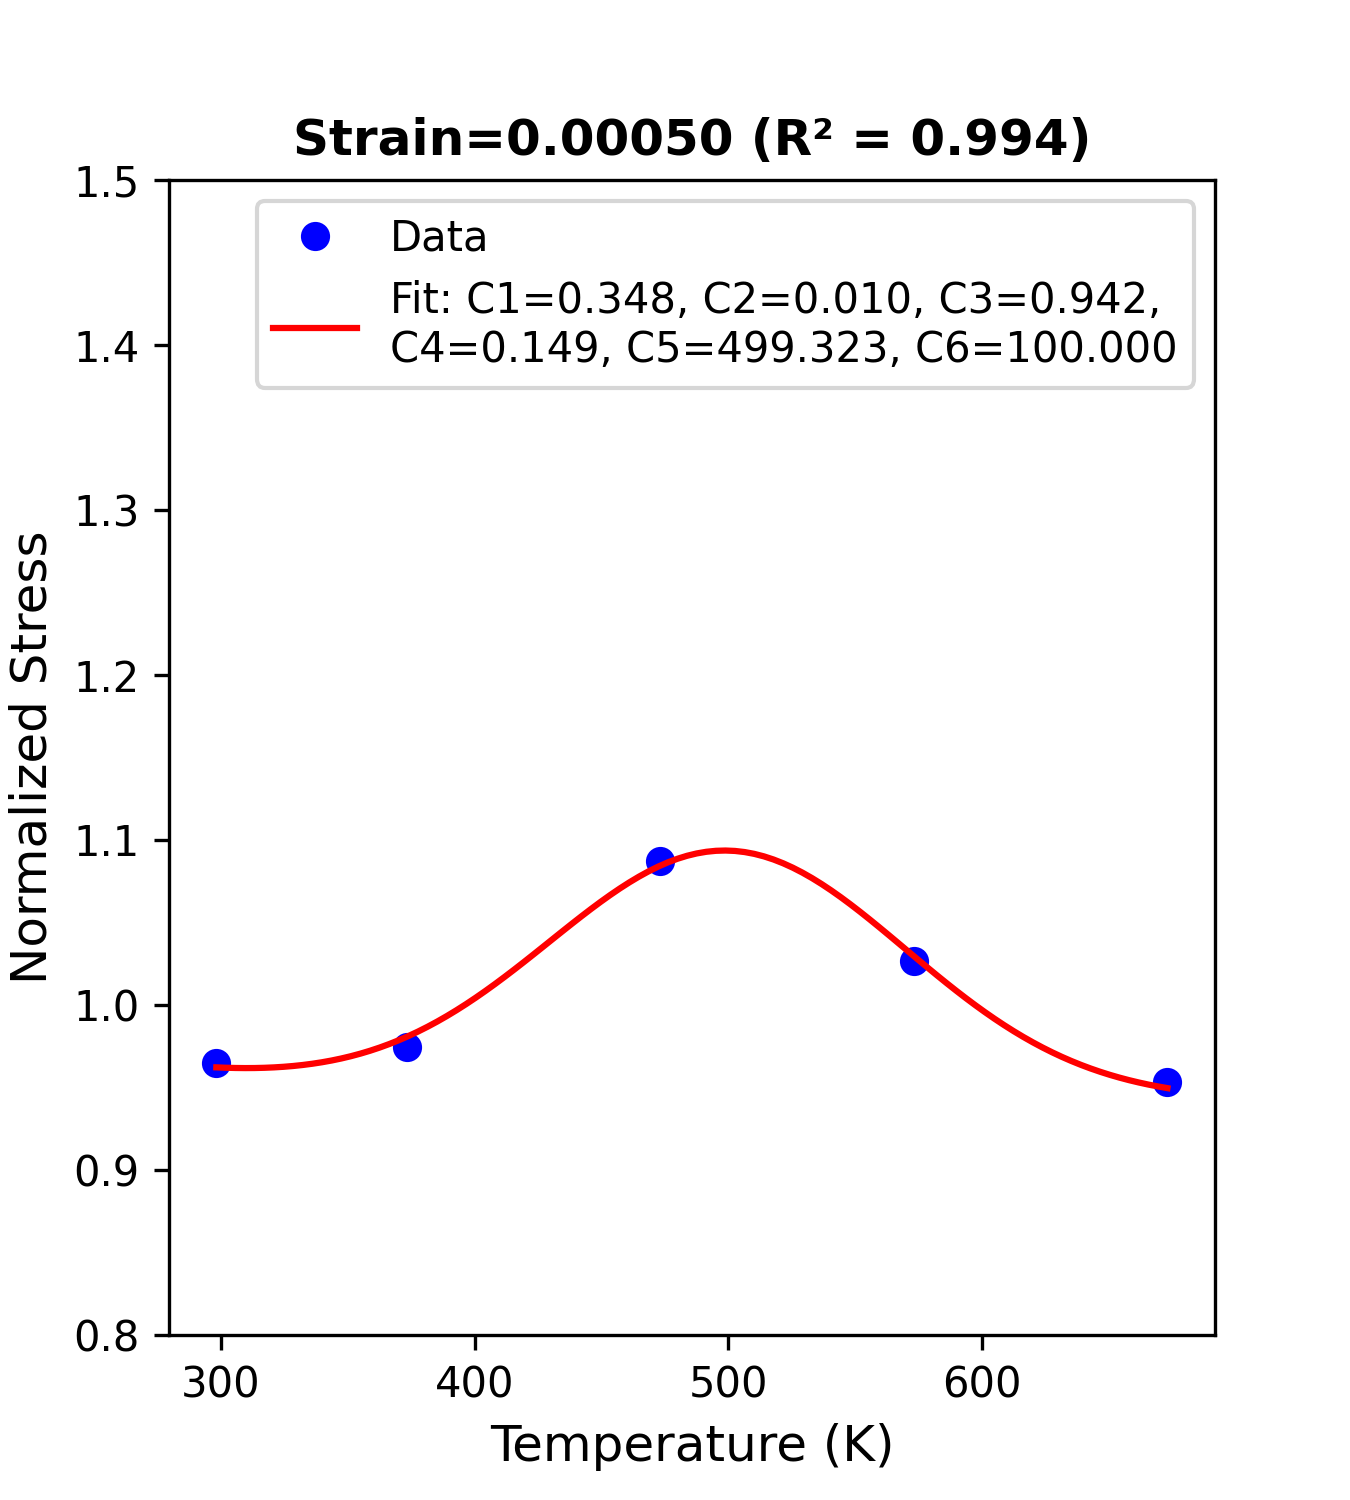 Strain=0.00050 (R² = 0.994)
Data
Fit: C1=0.348, C2=0.010, C3=0.942,
C4=0.149, C5=499.323, C6=100.000
1.5
1.4
1.3
1.2
1.1
1.0
0.9
0.8
Normalized Stress
300 400 500 600
Temperature (K)